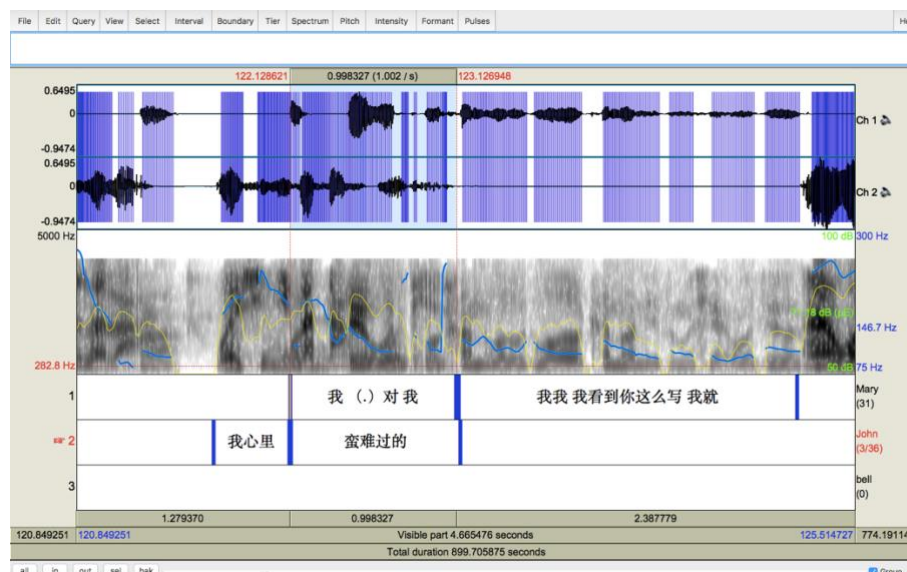 File Edit Query View Select Interval Boundary Tier Spectrum Pitch Intensity Formant Pulses
122.128621 0.998327 (1.002 / s) 123.126948
0.6495
0
-0.9474
Ch 1
0.6495
0
-0.9474
Ch 2
5000 Hz 100 dB 300 Hz
146.7 Hz
282.8 Hz 50 dB 75 Hz
1 我 (.) 对 我 我我 我看到你这么写 我就 Mary (31)
2 我心里 蛮难过的 John (3/36)
3 bell (0)
1.279370 0.998327 2.387779
120.849251 120.849251 Visible part 4.665476 seconds 125.514727 774.19114
Total duration 899.705875 seconds
all in out sel bak Group